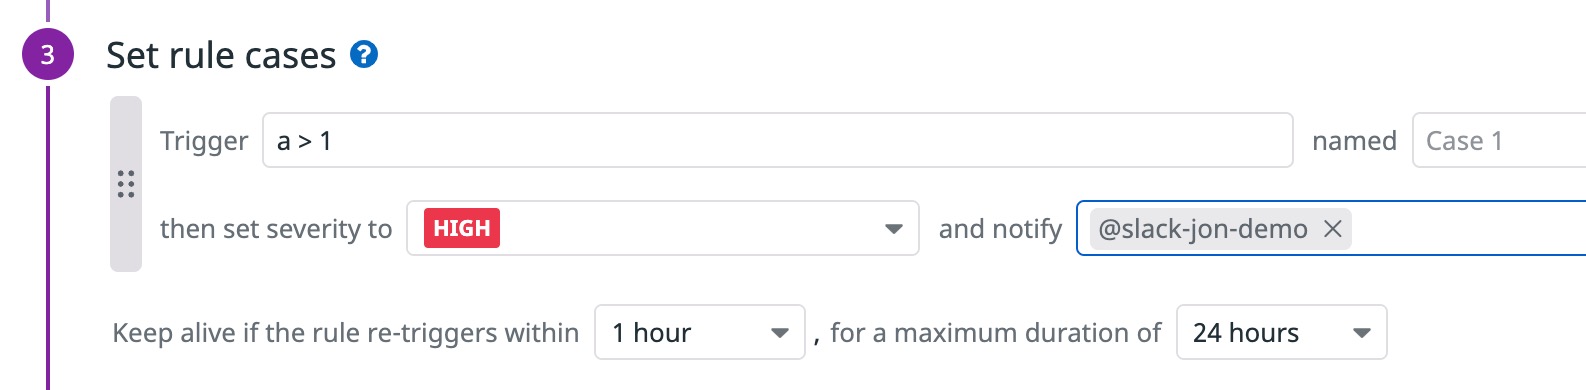 3 Set rule cases ?
Trigger a > 1 named Case 1
then set severity to HIGH and notify @slack-jon-demo ×
Keep alive if the rule re-triggers within 1 hour , for a maximum duration of 24 hours